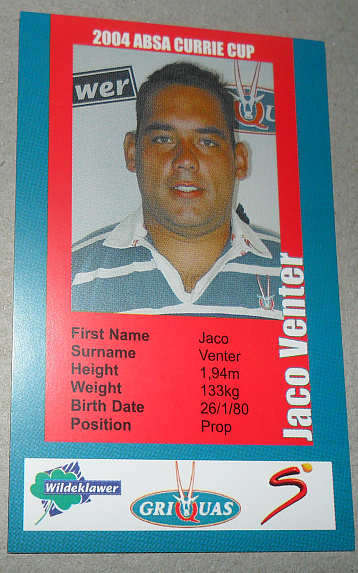 2004 ABSA CURRIE CUP
wer
QUAS
Jaco Venter
First Name Jaco
Surname Venter
Height 1,94m
Weight 133kg
Birth Date 26/1/80
Position Prop
Wildeklawer
GRIQUAS